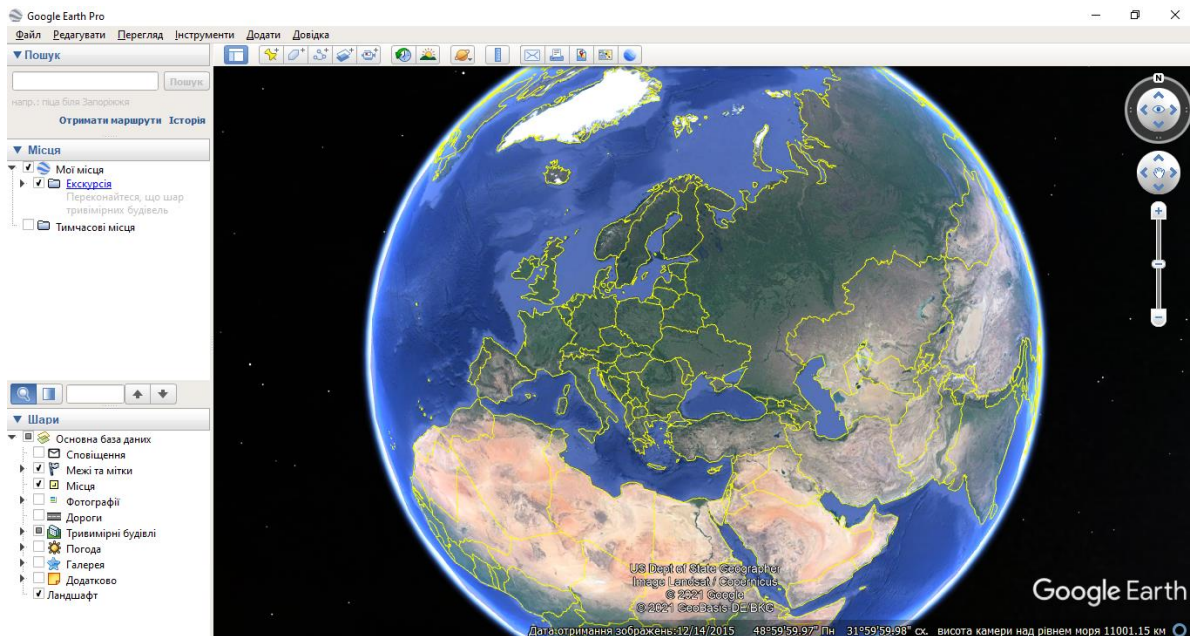 Google Earth Pro
Файл Редагувати Перегляд Інструменти Додати Довідка
Пошук
Пошук
напр.: піца біля Запоріжжя
Отримати маршрути Історія
Місця
Мої місця
Екскурсія
Переконайтеся, що шар
тривимірних будівель
Тимчасові місця
Шари
Основна база даних
Сповіщення
Межі та мітки
Місця
Фотографії
Дороги
Тривимірні будівлі
Погода
Галерея
Додатково
Ландшафт
N
US Dept of State Geographer
Image Landsat / Copernicus
© 2021 Google
© 2021 GeoBasis-DE/BKG
Google Earth
Дата отримання зображень:12/14/2015 48°59'59.97" Пн 31°59'59.98" сх. висота камери над рівнем моря 11001.15 км